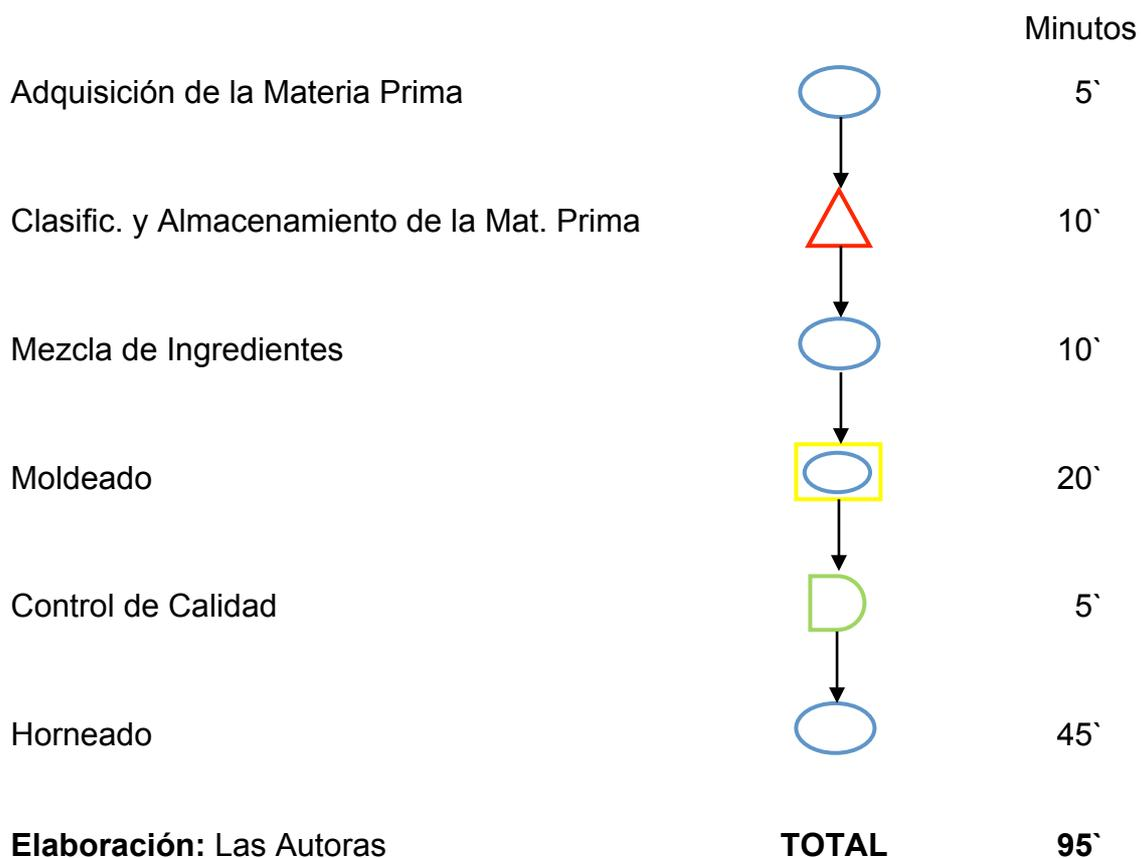 Minutos
Adquisición de la Materia Prima 5`
Clasific. y Almacenamiento de la Mat. Prima 10`
Mezcla de Ingredientes 10`
Moldeado 20`
Control de Calidad 5`
Horneado 45`
Elaboración: Las Autoras TOTAL 95`